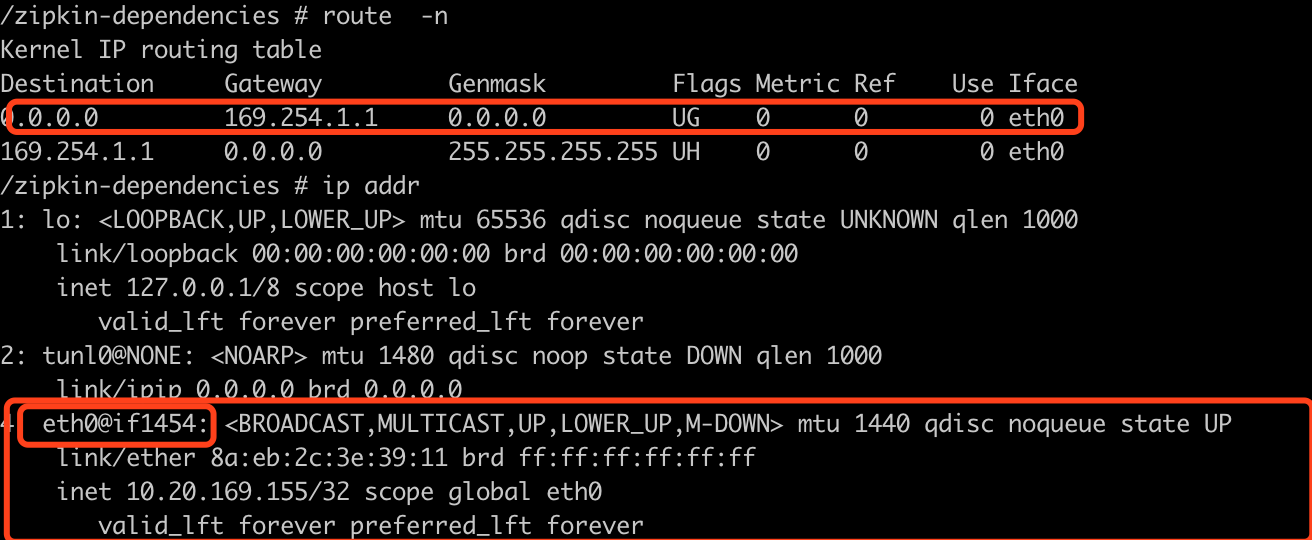 /zipkin-dependencies # route  -n
Kernel IP routing table
Destination     Gateway         Genmask         Flags Metric Ref    Use Iface
0.0.0.0         169.254.1.1     0.0.0.0         UG    0      0        0 eth0
169.254.1.1     0.0.0.0         255.255.255.255 UH    0      0        0 eth0
/zipkin-dependencies # ip addr
1: lo: <LOOPBACK,UP,LOWER_UP> mtu 65536 qdisc noqueue state UNKNOWN qlen 1000
    link/loopback 00:00:00:00:00:00 brd 00:00:00:00:00:00
    inet 127.0.0.1/8 scope host lo
       valid_lft forever preferred_lft forever
2: tunl0@NONE: <NOARP> mtu 1480 qdisc noop state DOWN qlen 1000
    link/ipip 0.0.0.0 brd 0.0.0.0
4: eth0@if1454: <BROADCAST,MULTICAST,UP,LOWER_UP,M-DOWN> mtu 1440 qdisc noqueue state UP
    link/ether 8a:eb:2c:3e:39:11 brd ff:ff:ff:ff:ff:ff
    inet 10.20.169.155/32 scope global eth0
       valid_lft forever preferred_lft forever